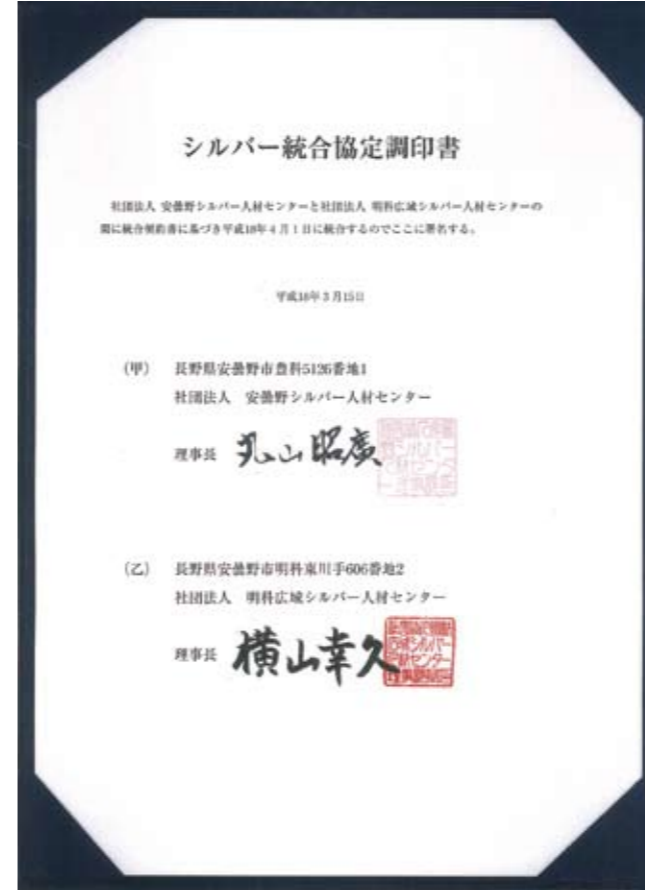 シルバー統合協定調印書
社団法人 安曇野シルバー人材センターと社団法人 明科広域シルバー人材センターの
間に統合契約書に基づき平成18年4月1日に統合するのでここに署名する。
平成18年3月15日
(甲) 長野県安曇野市豊科5126番地1
社団法人 安曇野シルバー人材センター
理事長 丸山昭廣
(乙) 長野県安曇野市明科東川手606番地2
社団法人 明科広域シルバー人材センター
理事長 横山幸久